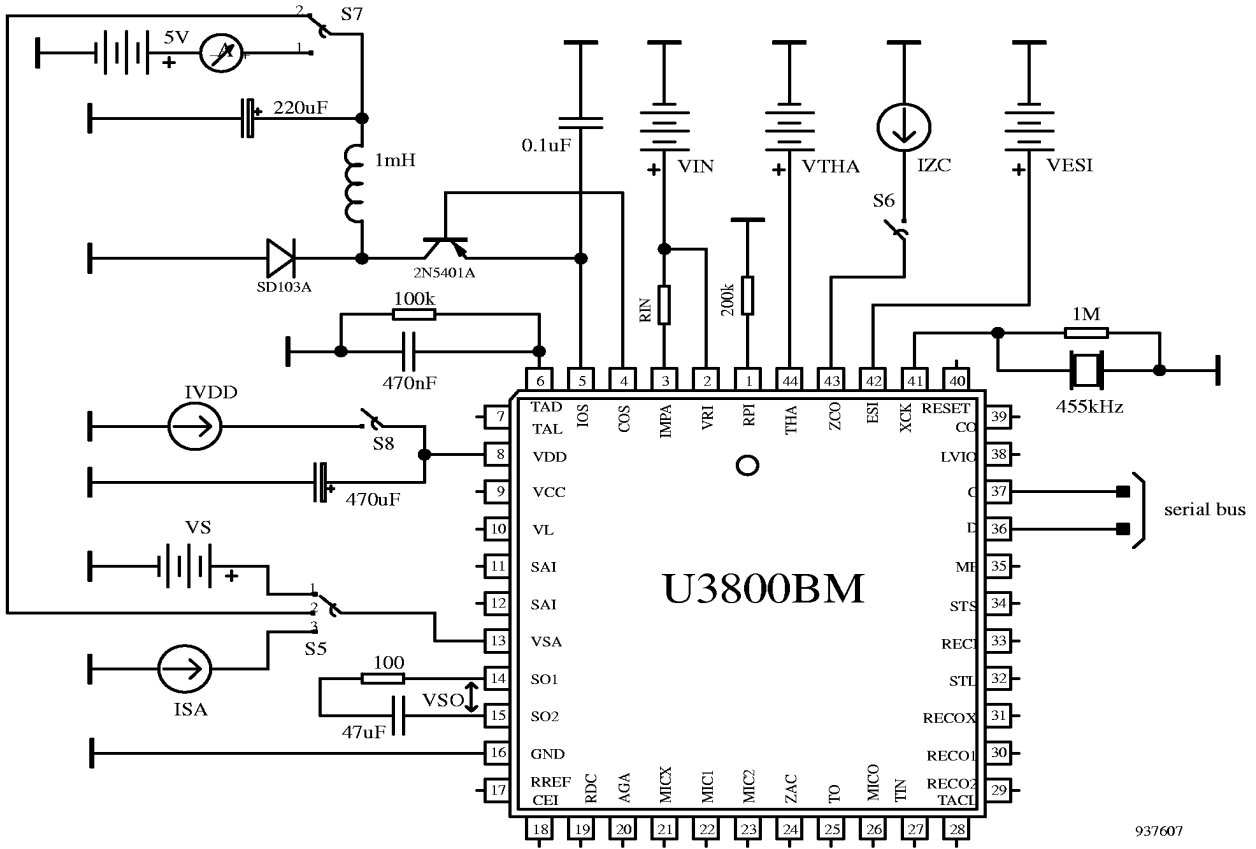 2
S7
5V
+
A
+
1
220uF
+
1mH
0.1uF
+
VIN
+
VTHA
IZC
+
VESI
S6
SD103A
2N5401A
100k
470nF
RIN
200k
1M
455kHz
6
5
4
3
2
1
44
43
42
41
40
IVDD
S8
470uF
+
VS
+
1
2
3
S5
ISA
100
VSO
47uF
7
TAD
TAL
8
VDD
9
VCC
10
VL
11
SAI
12
SAI
13
VSA
14
SO1
15
SO2
16
GND
17
RREF
CEI
IOS
COS
IMPA
VRI
RPI
THA
ZCO
ESI
XCK
RESET
CO
39
LVIO
38
C
37
D
36
serial bus
35
STS
34
RECI
33
STL
32
RECOX
31
RECO1
30
RECO2
TACL
29
U3800BM
RDC
AGA
MICX
MIC1
MIC2
ZAC
TO
MICO
TIN
18
19
20
21
22
23
24
25
26
27
28
937607